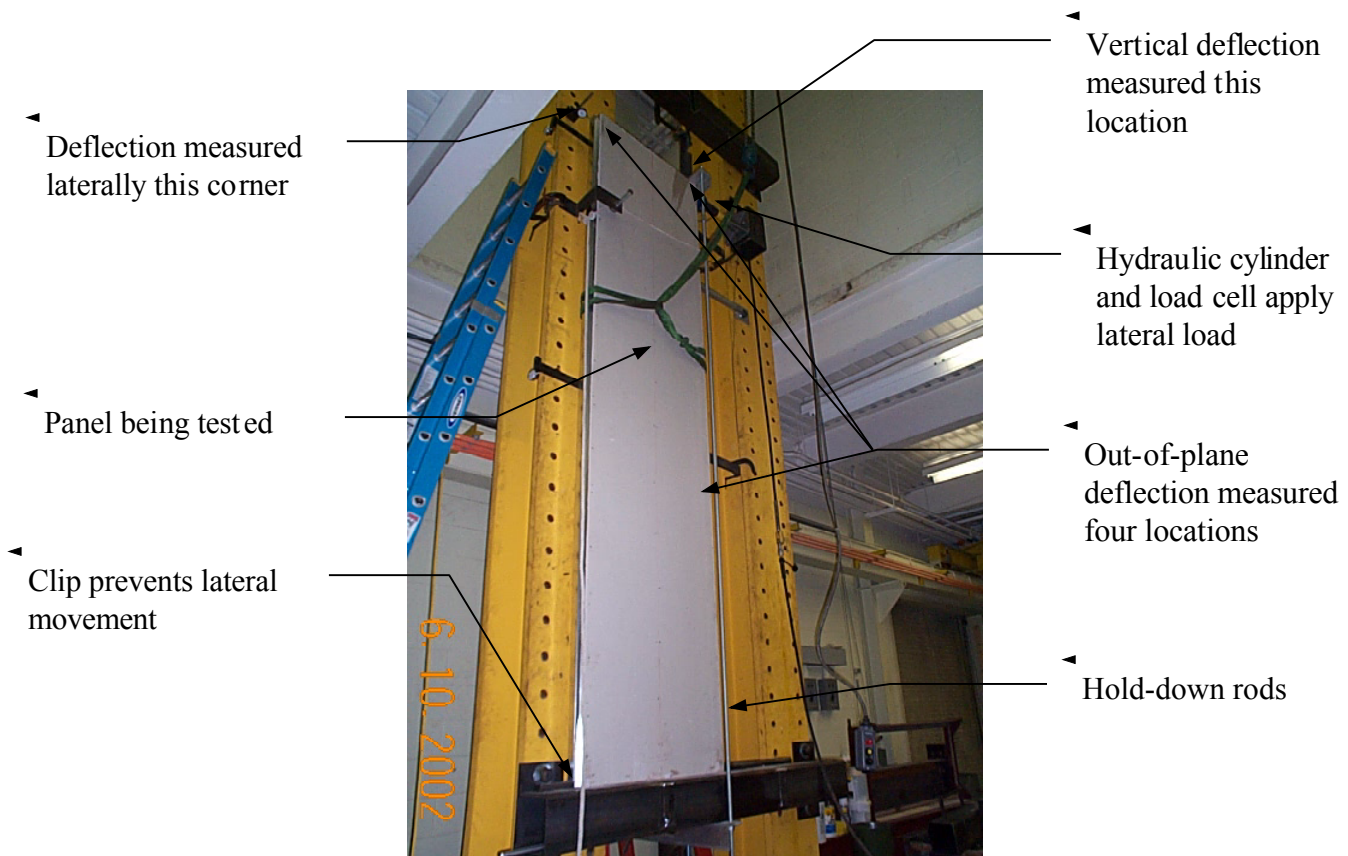 Vertical deflection
measured this
location
Deflection measured
laterally this corner
Hydraulic cylinder
and load cell apply
lateral load
Panel being tested
Out-of-plane
deflection measured
four locations
Clip prevents lateral
movement
Hold-down rods
6. 10. 2002